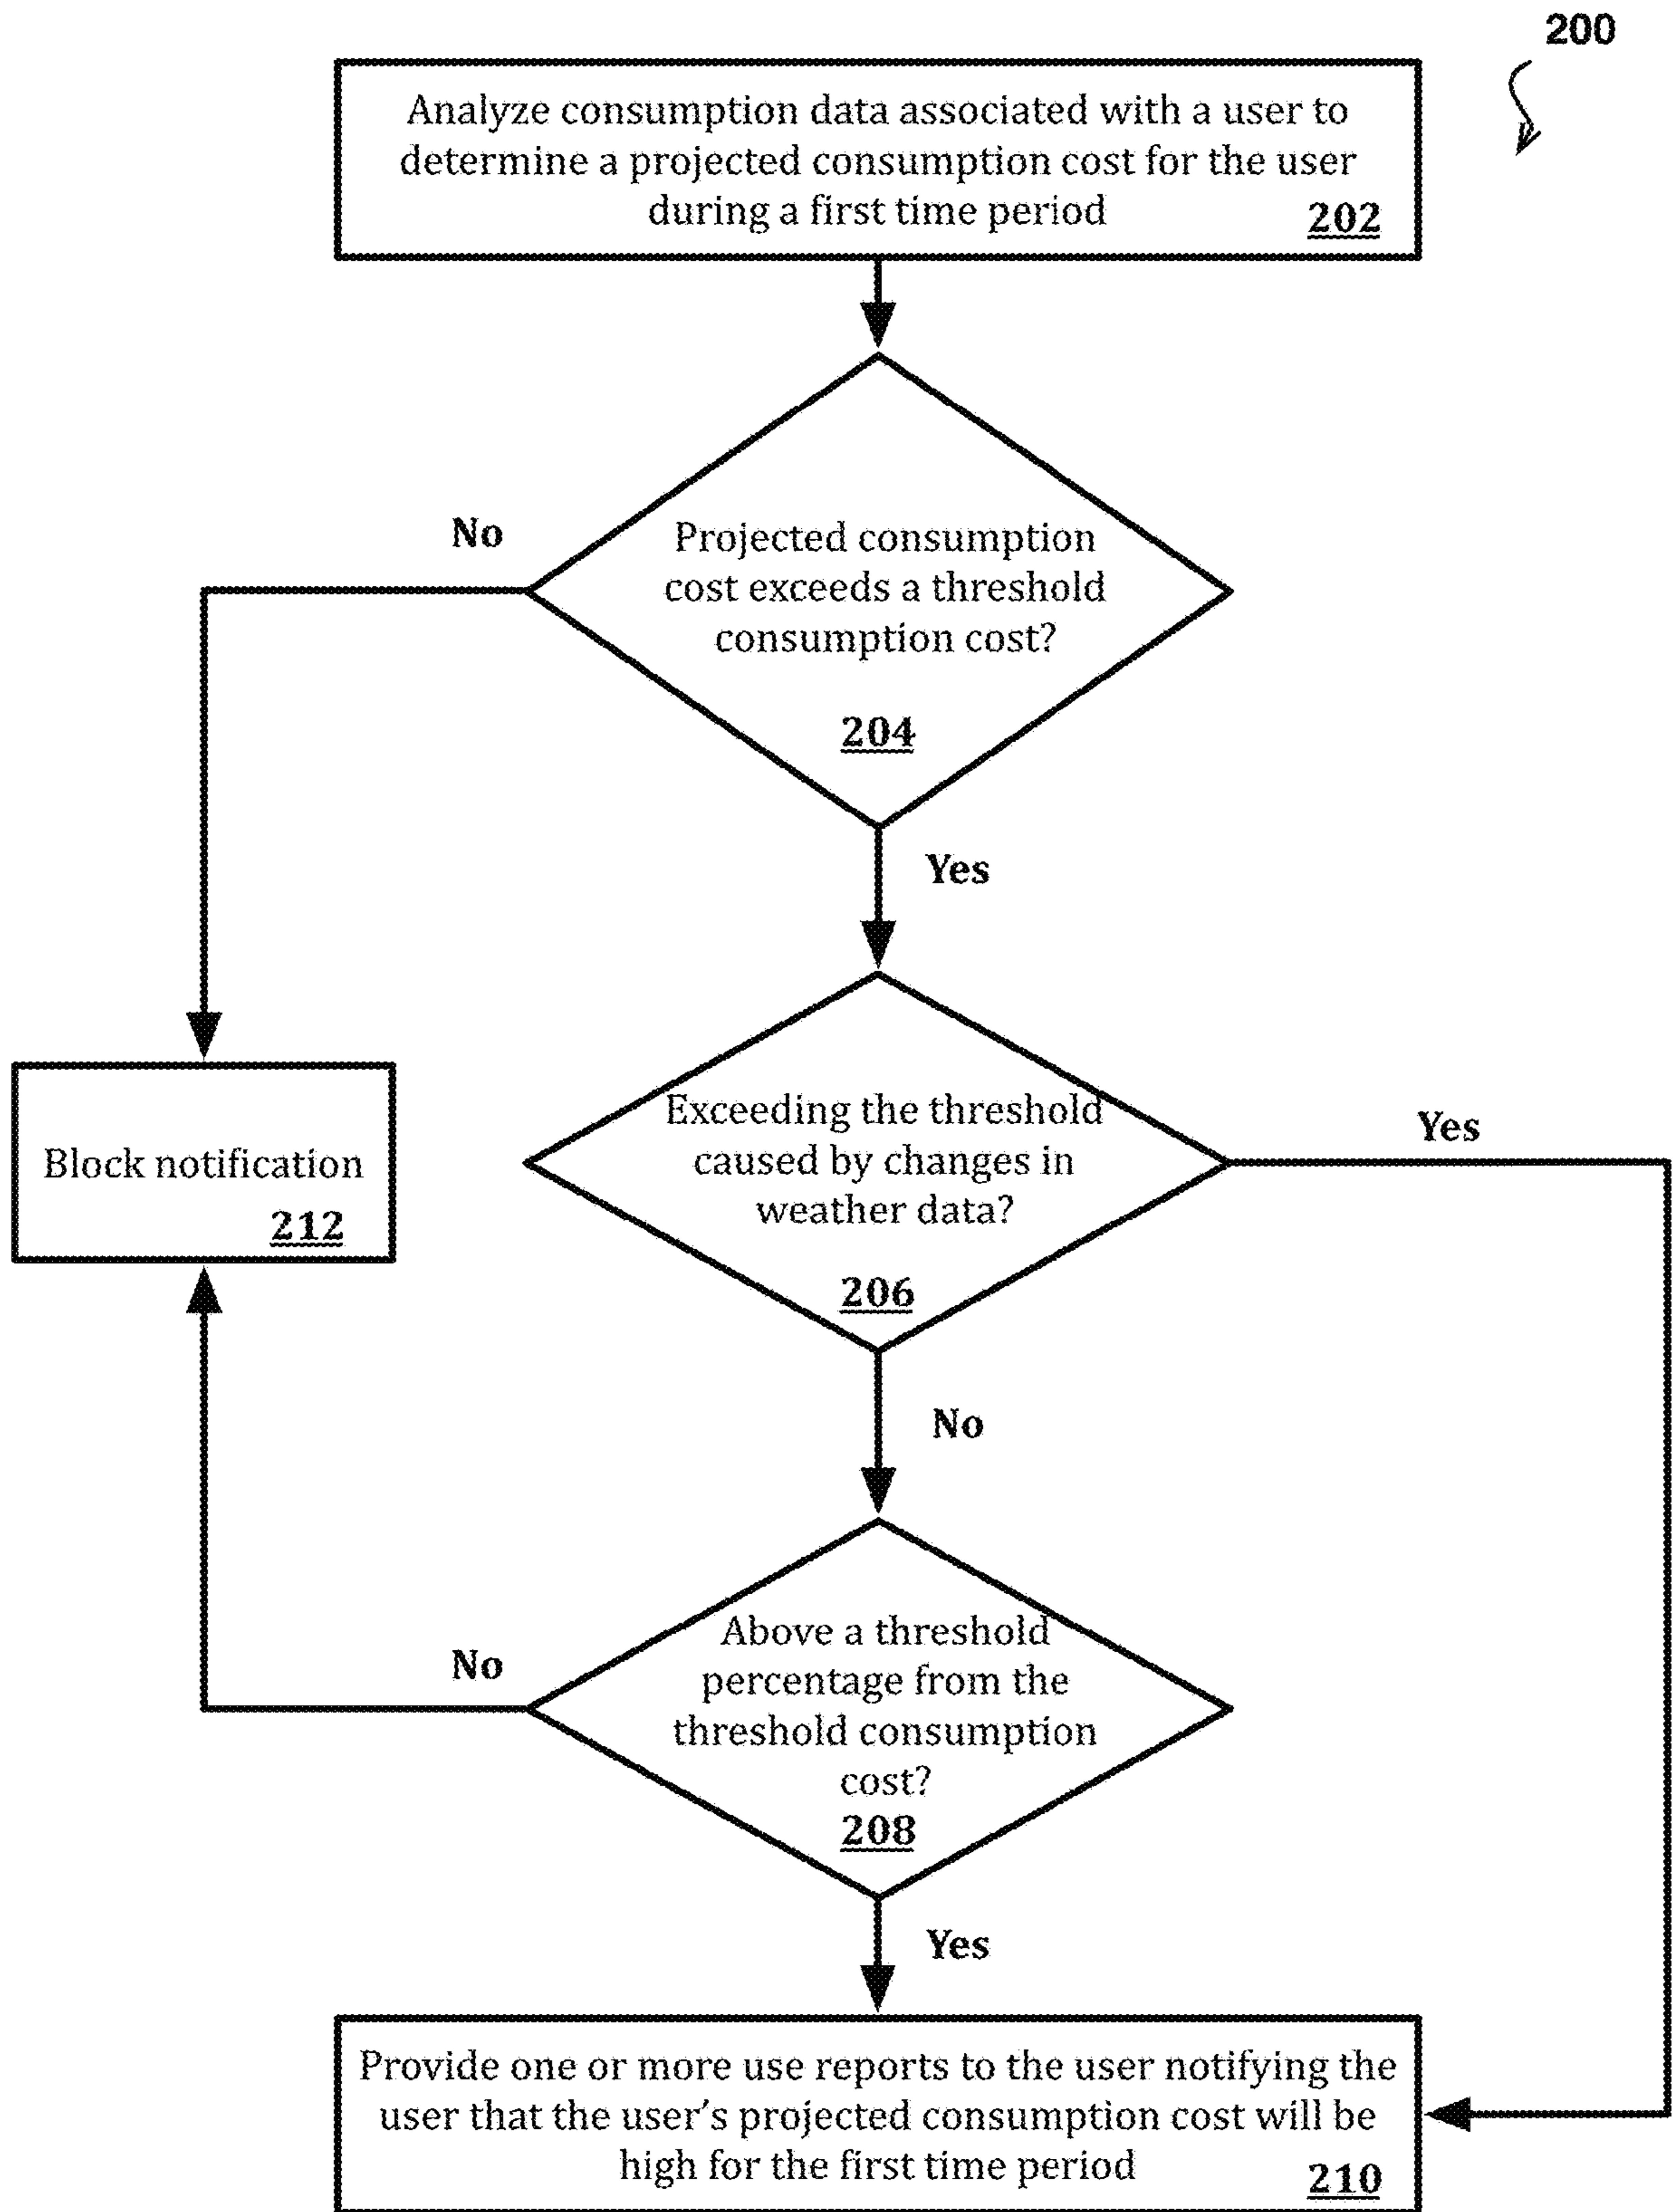 200
Analyze consumption data associated with a user to
determine a projected consumption cost for the user
during a first time period
202
No
Projected consumption
cost exceeds a threshold
consumption cost?
204
Yes
Exceeding the threshold
caused by changes in
weather data?
206
Yes
Block notification
212
No
Above a threshold
percentage from the
threshold consumption
cost?
208
No
Yes
Provide one or more use reports to the user notifying the
user that the user's projected consumption cost will be
high for the first time period
210